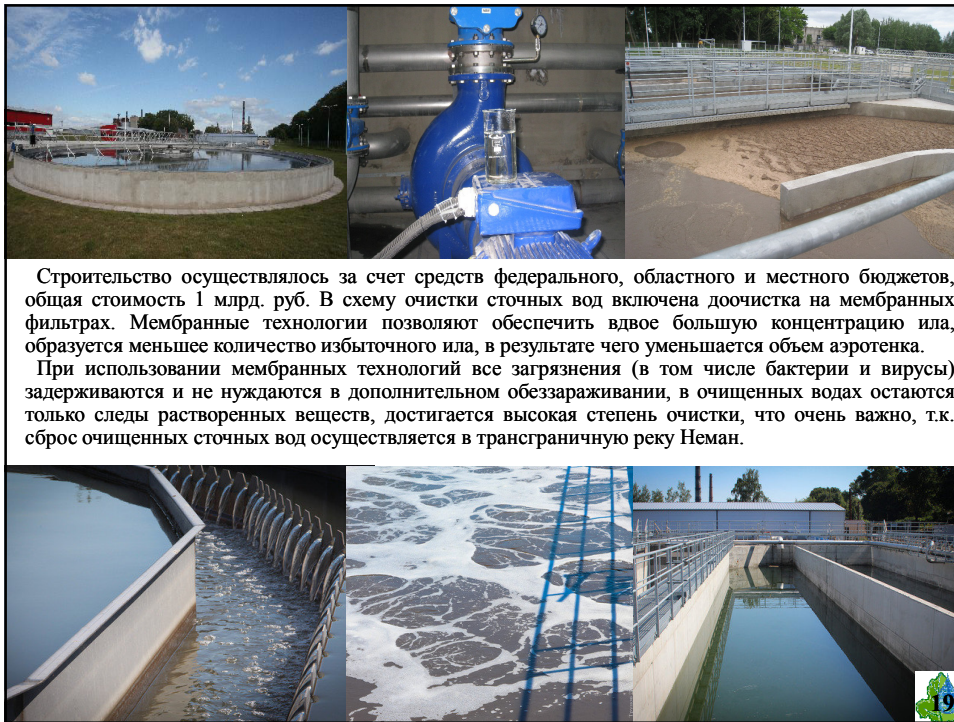 Строительство осуществлялось за счет средств федерального, областного и местного бюджетов,
общая стоимость 1 млрд. руб. В схему очистки сточных вод включена доочистка на мембранных
фильтрах. Мембранные технологии позволяют обеспечить вдвое большую концентрацию ила,
образуется меньшее количество избыточного ила, в результате чего уменьшается объем аэротенка.
При использовании мембранных технологий все загрязнения (в том числе бактерии и вирусы)
задерживаются и не нуждаются в дополнительном обеззараживании, в очищенных водах остаются
только следы растворенных веществ, достигается высокая степень очистки, что очень важно, т.к.
сброс очищенных сточных вод осуществляется в трансграничную реку Неман.
19